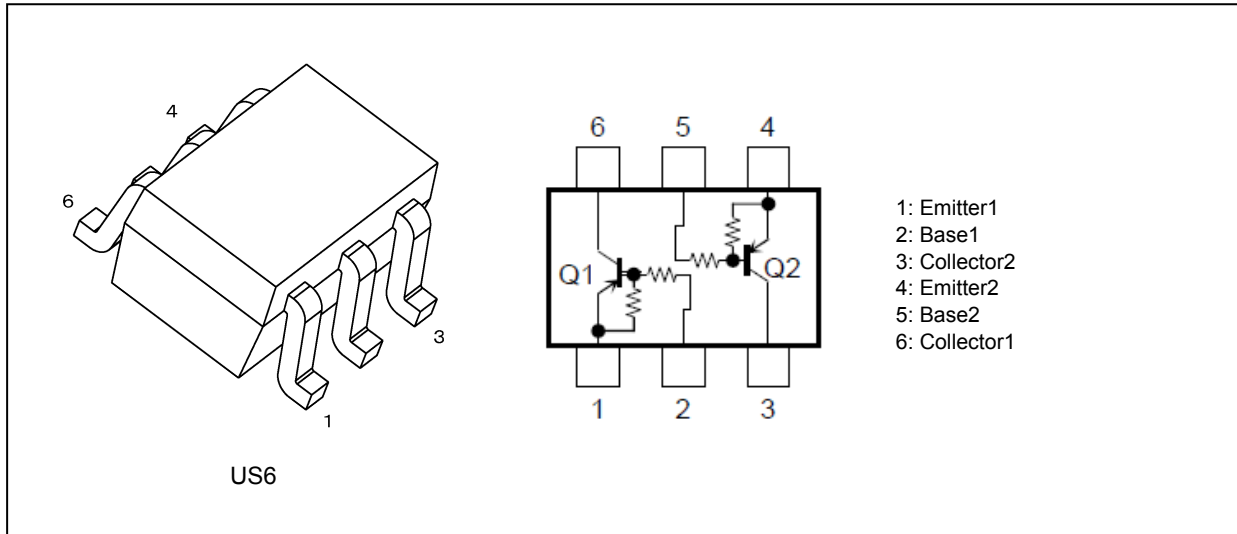 4
6
3
1
US6
6 5 4
Q1 Q2
1 2 3
1: Emitter1
2: Base1
3: Collector2
4: Emitter2
5: Base2
6: Collector1